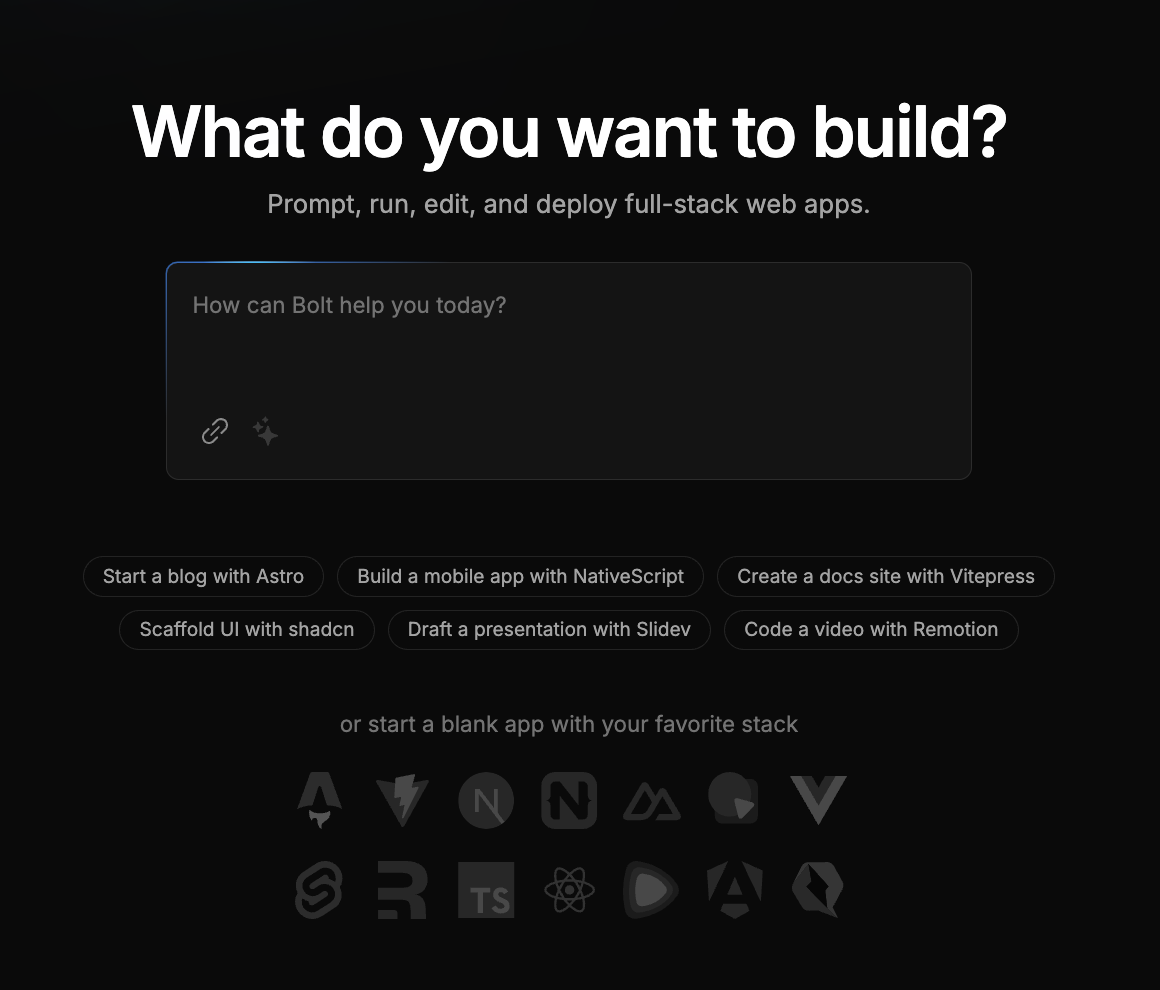 What do you want to build?
Prompt, run, edit, and deploy full-stack web apps.
How can Bolt help you today?
Start a blog with Astro
Build a mobile app with NativeScript
Create a docs site with Vitepress
Scaffold UI with shadcn
Draft a presentation with Slidev
Code a video with Remotion
or start a blank app with your favorite stack
N
N
TS